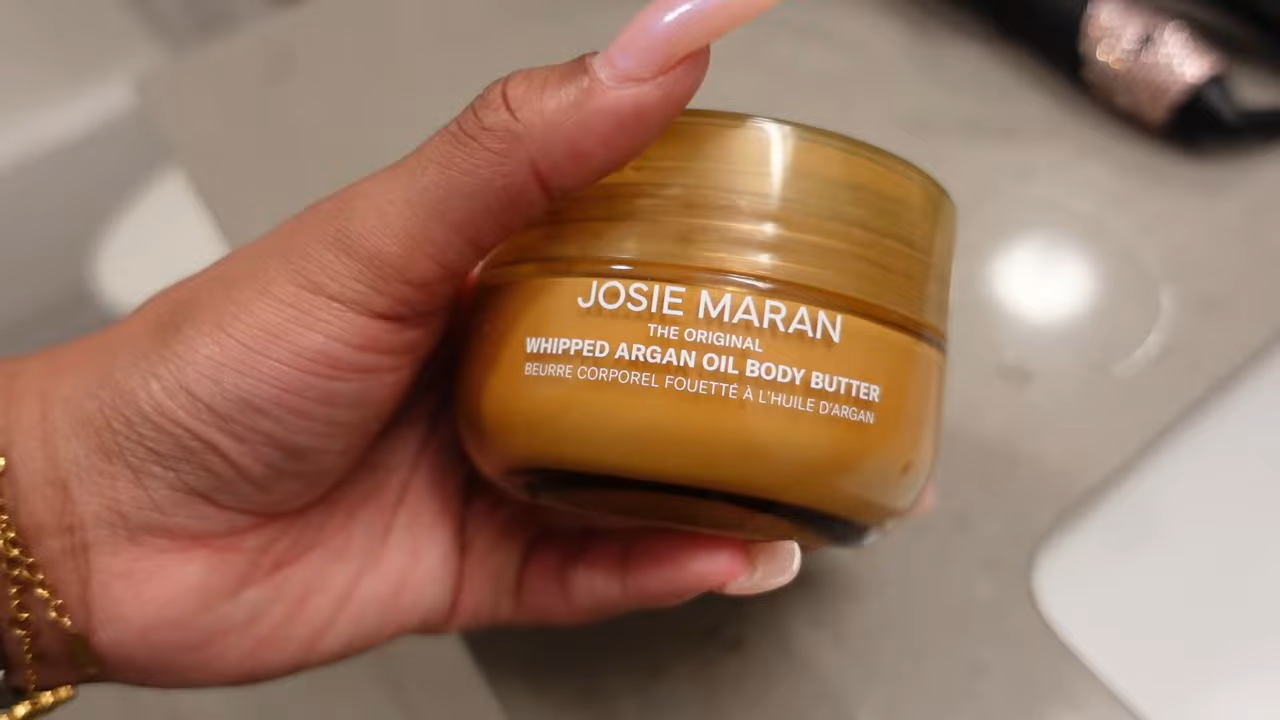 JOSIE MARAN
THE ORIGINAL
WHIPPED ARGAN OIL BODY BUTTER
BEURRE CORPOREL FOUETTÉ À L'HUILE D'ARGAN